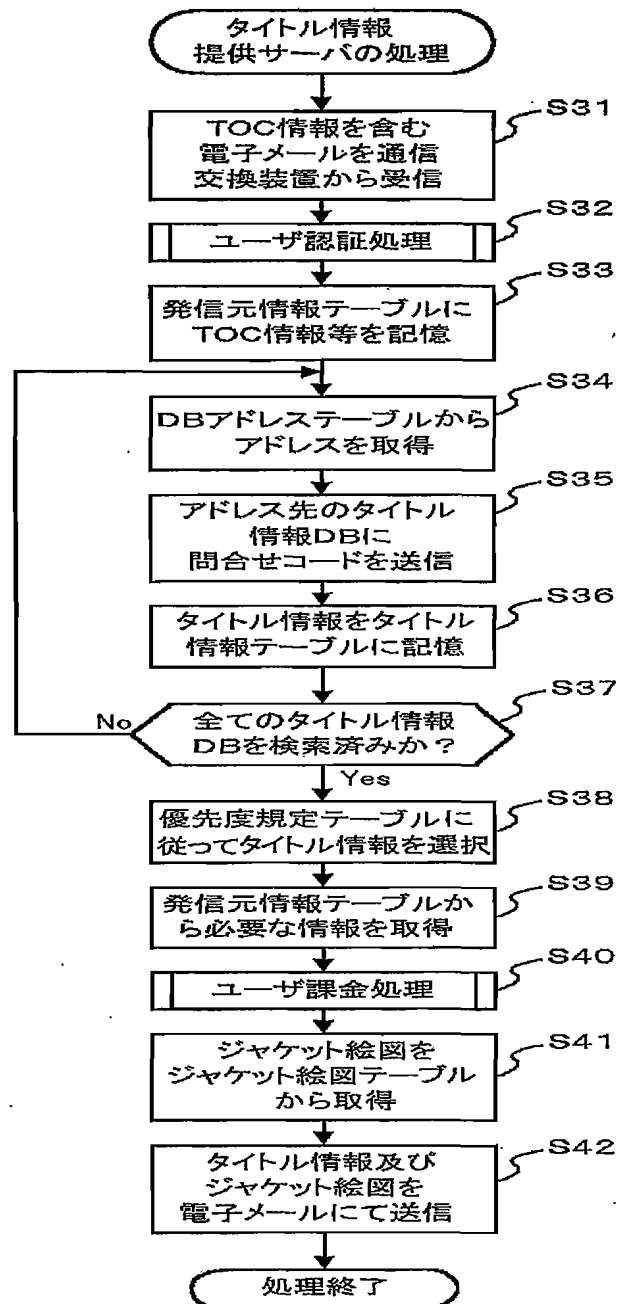 タイトル情報
提供サーバの処理
S31
TOC情報を含む
電子メールを通信
交換装置から受信
S32
ユーザ認証処理
S33
発信元情報テーブルに
TOC情報等を記憶
S34
DBアドレステーブルから
アドレスを取得
S35
アドレス先のタイトル
情報DBに
問合せコードを送信
S36
タイトル情報をタイトル
情報テーブルに記憶
S37
No
全てのタイトル情報
DBを検索済みか?
Yes
S38
優先度規定テーブルに
従ってタイトル情報を選択
S39
発信元情報テーブルか
ら必要な情報を取得
S40
ユーザ課金処理
S41
ジャケット絵図を
ジャケット絵図テーブル
から取得
S42
タイトル情報及び
ジャケット絵図を
電子メールにて送信
処理終了